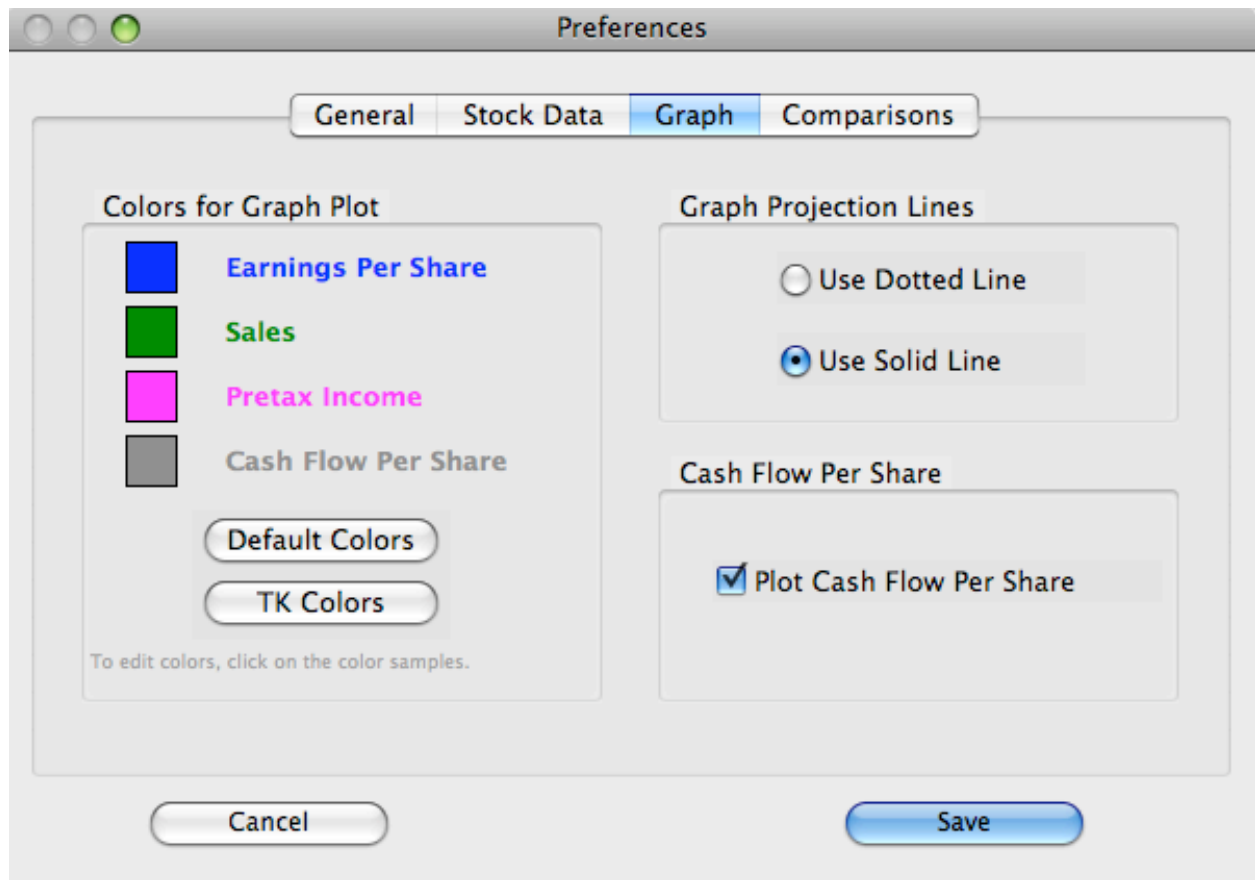 Preferences
General Stock Data Graph Comparisons
Colors for Graph Plot
Earnings Per Share
Sales
Pretax Income
Cash Flow Per Share
Default Colors
TK Colors
To edit colors, click on the color samples.
Graph Projection Lines
Use Dotted Line
Use Solid Line
Cash Flow Per Share
Plot Cash Flow Per Share
Cancel
Save